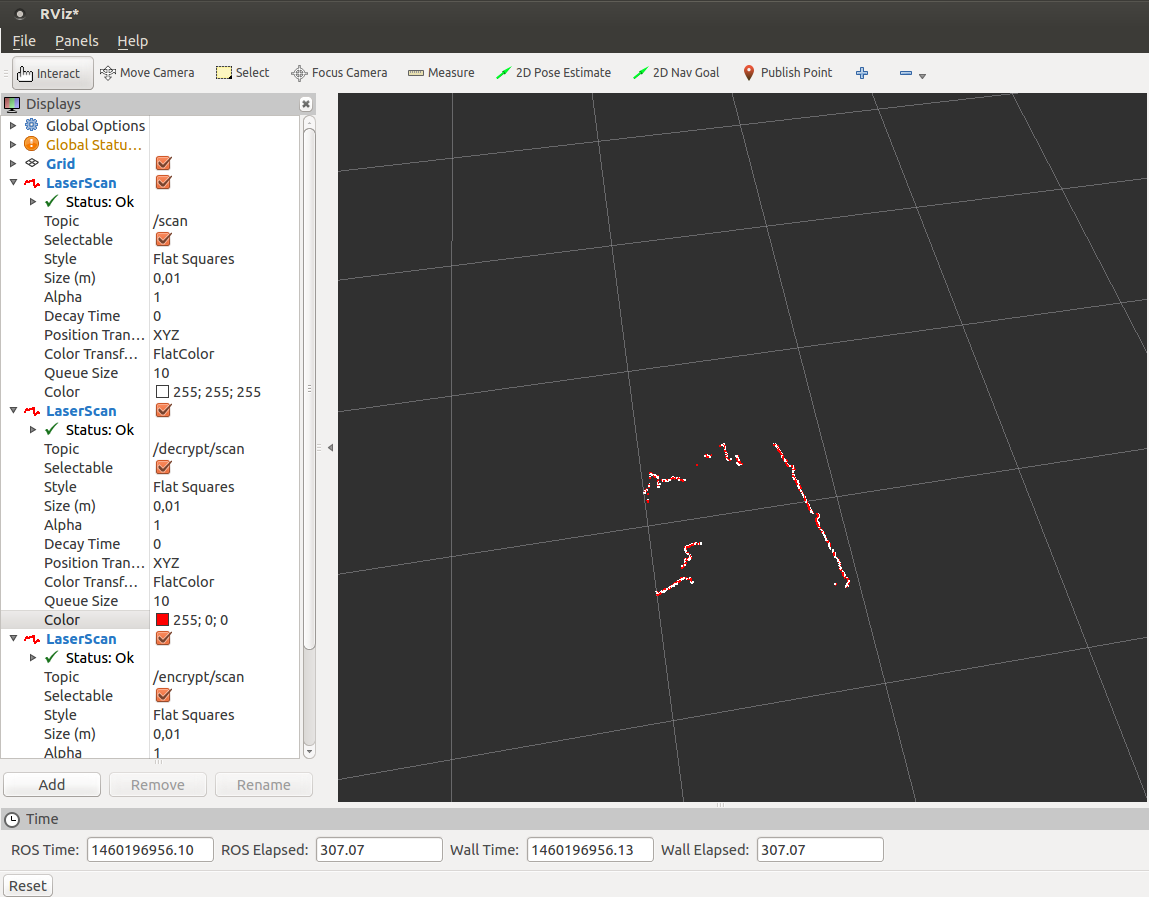 RViz*
File Panels Help
Interact Move Camera Select Focus Camera Measure 2D Pose Estimate 2D Nav Goal Publish Point
Displays
Global Options
Global Statu...
Grid
LaserScan
Status: Ok
Topic /scan
Selectable
Style Flat Squares
Size (m) 0,01
Alpha 1
Decay Time 0
Position Tran... XYZ
Color Transf... FlatColor
Queue Size 10
Color 255; 255; 255
LaserScan
Status: Ok
Topic /decrypt/scan
Selectable
Style Flat Squares
Size (m) 0,01
Alpha 1
Decay Time 0
Position Tran... XYZ
Color Transf... FlatColor
Queue Size 10
Color 255; 0; 0
LaserScan
Status: Ok
Topic /encrypt/scan
Selectable
Style Flat Squares
Size (m) 0,01
Alpha 1
Add Remove Rename
Time
ROS Time: 1460196956.10 ROS Elapsed: 307.07 Wall Time: 1460196956.13 Wall Elapsed: 307.07
Reset